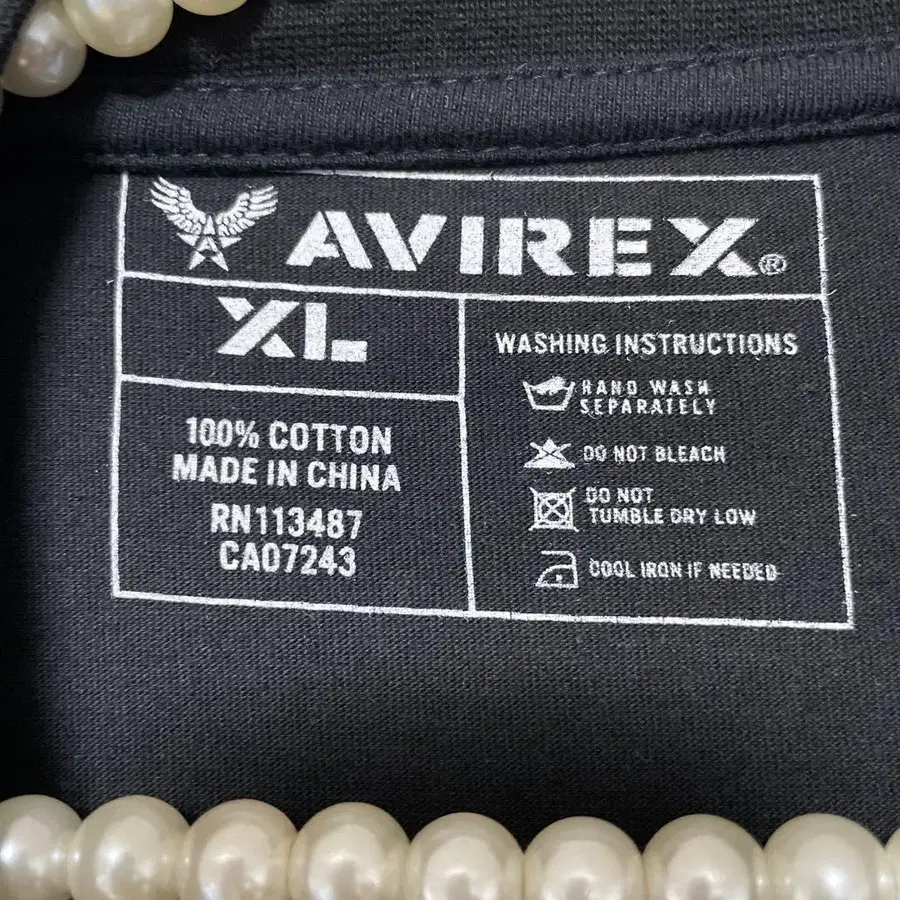 AVIREX®
XL
100% COTTON
MADE IN CHINA
RN113487
CA07243
WASHING INSTRUCTIONS
HAND WASH
SEPARATELY
DO NOT BLEACH
DO NOT
TUMBLE DRY LOW
COOL IRON IF NEEDED